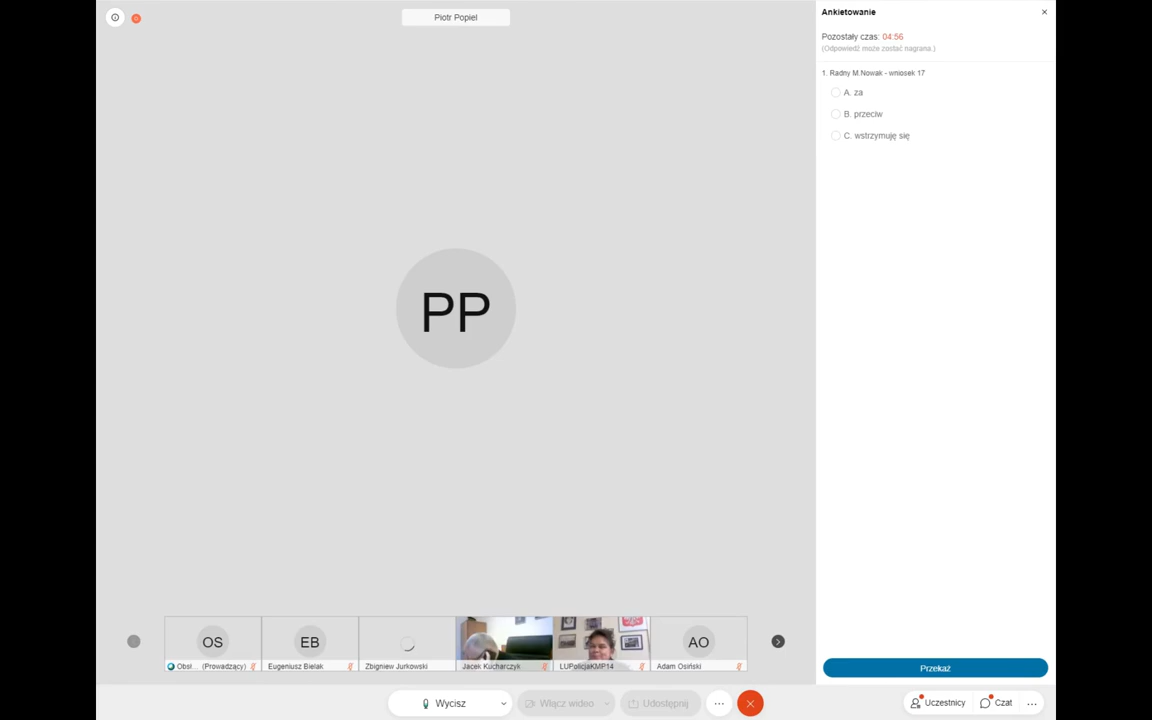 Piotr Popiel
Ankietowanie
Pozostały czas: 04:56
(Odpowiedź może zostać nagrana.)
1. Radny M.Nowak - wniosek 17
A. za
B. przeciw
C. wstrzymuję się
PP
OS
EB
AO
Obsł... (Prowadzący)
Eugeniusz Bielak
Zbigniew Jurkowski
Jacek Kucharczyk
LUPolicjaKMP14
Adam Osiński
Przekaż
Wycisz
Włącz wideo
Udostępnij
Uczestnicy
Czat